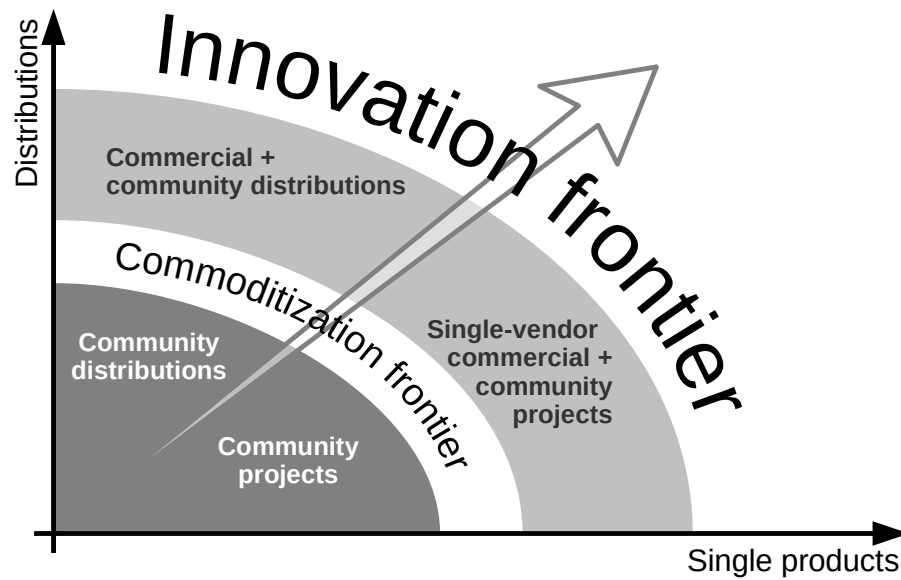 Distributions
Innovation frontier
Commercial +
community distributions
Commoditization frontier
Community
distributions
Single-vendor
commercial +
community
projects
Community
projects
Single products